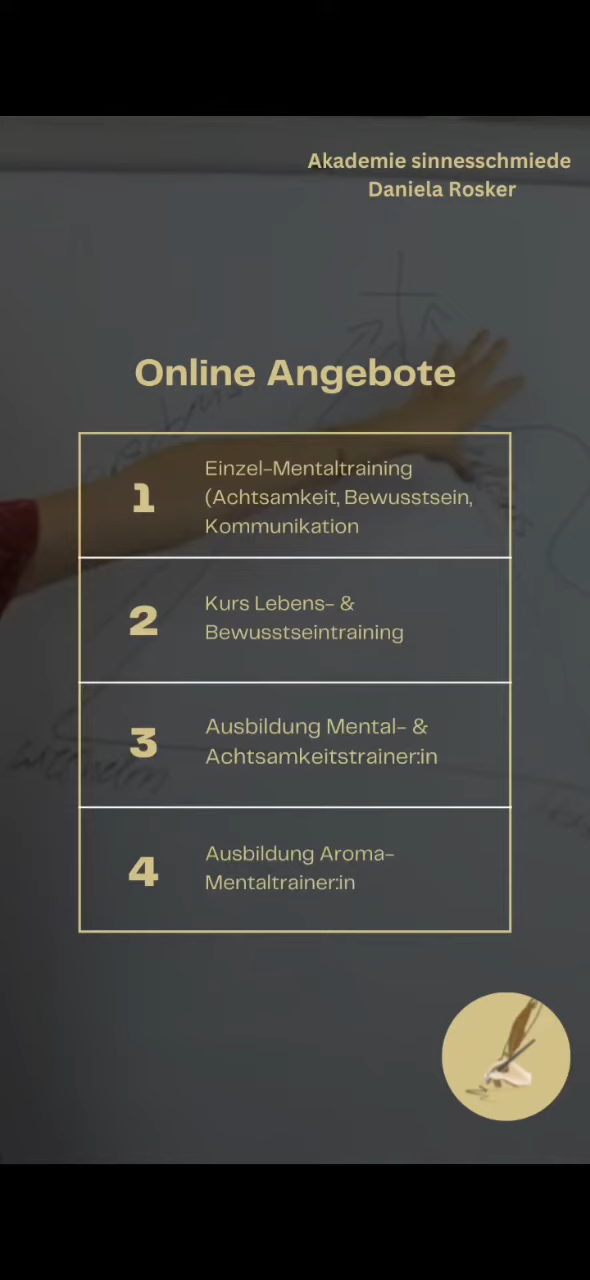 Akademie sinnesschmiede
Daniela Rosker
Online Angebote
1
Einzel-Mentaltraining
(Achtsamkeit, Bewusstsein,
Kommunikation
2
Kurs Lebens- &
Bewusstseintraining
3
Ausbildung Mental- &
Achtsamkeitstrainer:in
4
Ausbildung Aroma-
Mentaltrainer:in